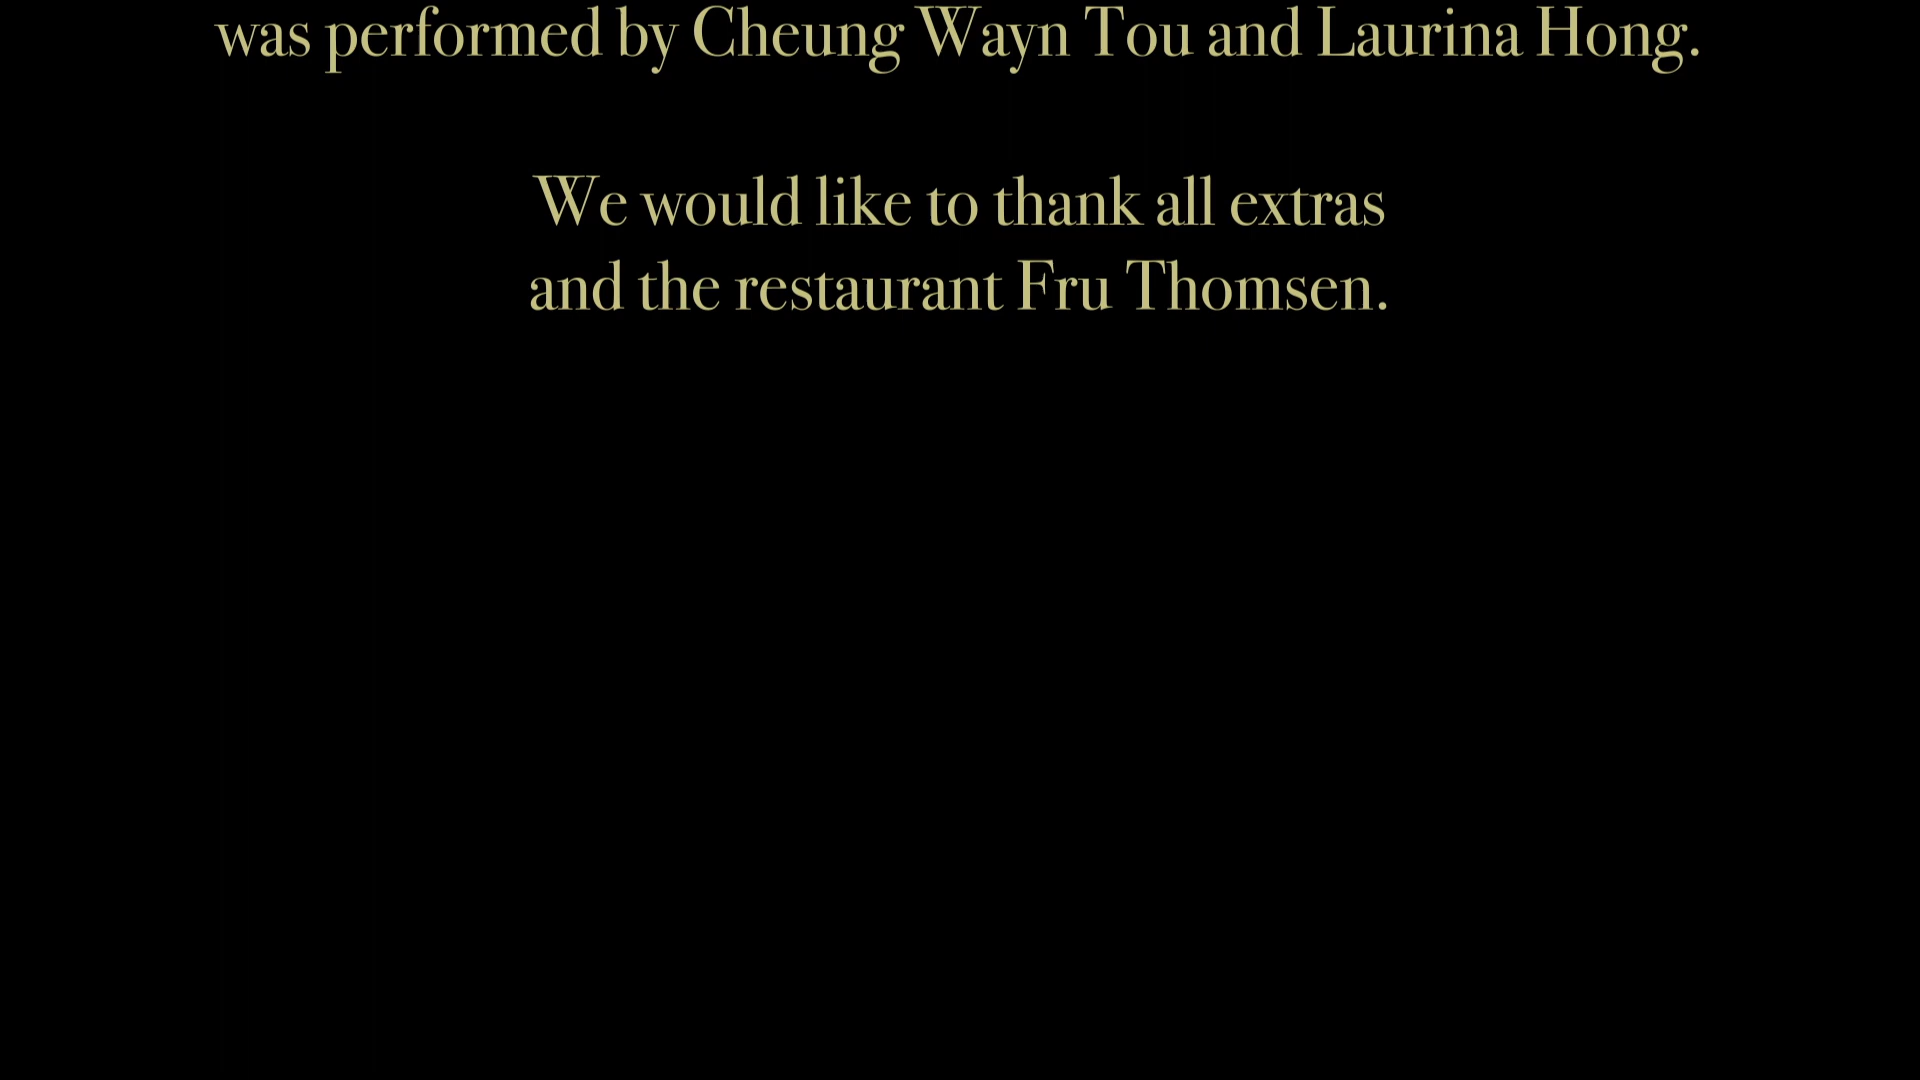 was performed by Cheung Wayn Tou and Laurina Hong.
We would like to thank all extras
and the restaurant Fru Thomsen.